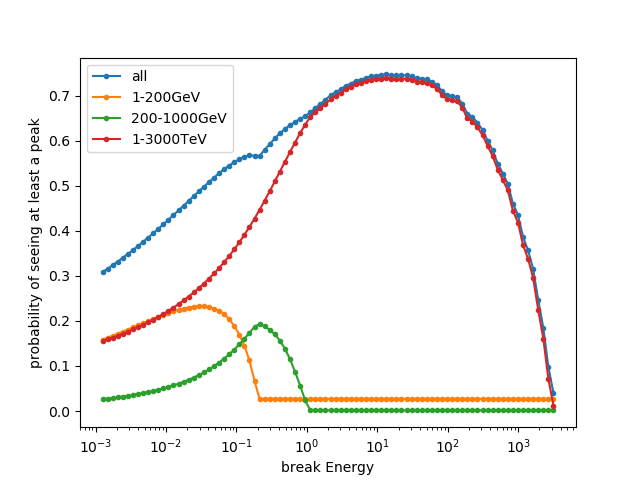 all
1-200GeV
200-1000GeV
1-3000TeV
probability of seeing at least a peak
0.7
0.6
0.5
0.4
0.3
0.2
0.1
0.0
10⁻³ 10⁻² 10⁻¹ 10⁰ 10¹ 10² 10³
break Energy